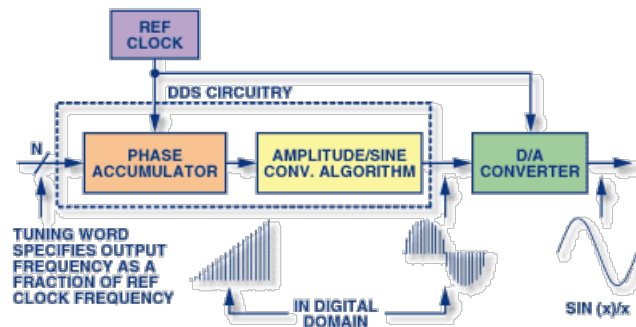 REF
CLOCK
DDS CIRCUITRY
N
PHASE
ACCUMULATOR
AMPLITUDE/SINE
CONV. ALGORITHM
D/A
CONVERTER
TUNING WORD
SPECIFIES OUTPUT
FREQUENCY AS A
FRACTION OF REF
CLOCK FREQUENCY
IN DIGITAL
DOMAIN
SIN (x)/x